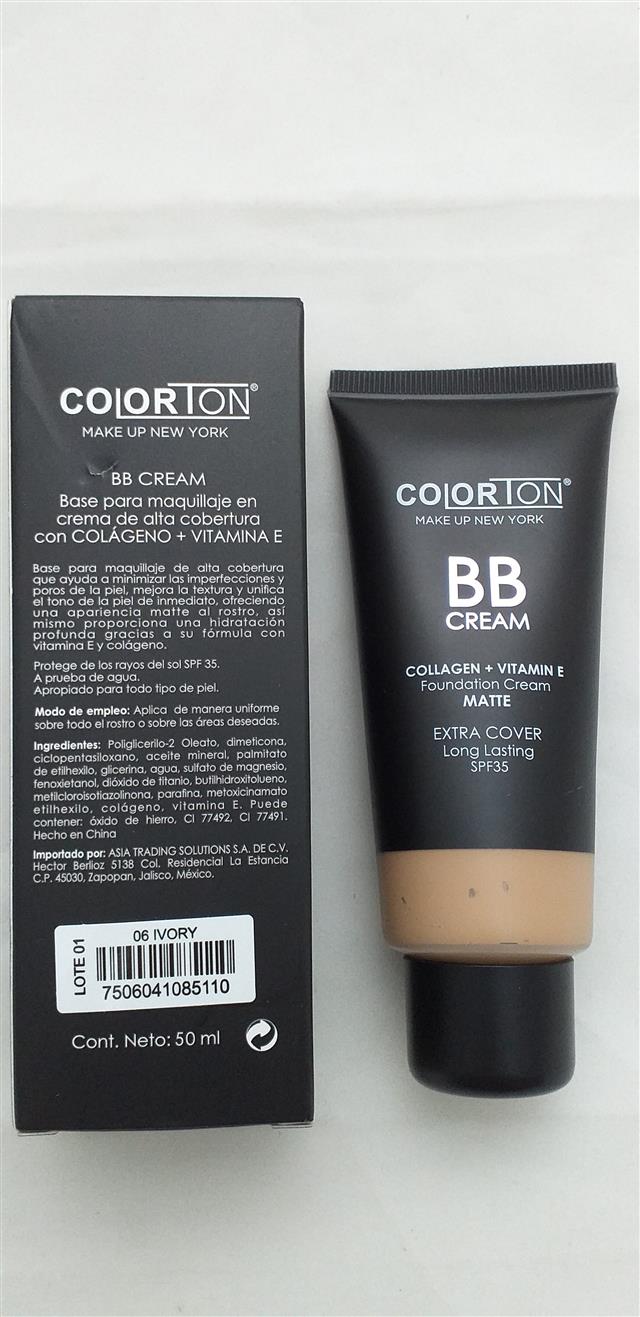 COLORTON®
MAKE UP NEW YORK
BB CREAM
Base para maquillaje en
crema de alta cobertura
con COLÁGENO + VITAMINA E
Base para maquillaje de alta cobertura
que ayuda a minimizar las imperfecciones y
poros de la piel, mejora la textura y unifica
el tono de la piel de inmediato, ofreciendo
una apariencia matte al rostro, así
mismo proporciona una hidratación
profunda gracias a su fórmula con
vitamina E y colágeno.
Protege de los rayos del sol SPF 35.
A prueba de agua.
Apropiado para todo tipo de piel.
Modo de empleo: Aplica de manera uniforme
sobre todo el rostro o sobre las áreas deseadas.
Ingredientes: Poliglicerilo-2 Oleato, dimeticona,
ciclopentasiloxano, aceite mineral, palmitato
de etilhexilo, glicerina, agua, sulfato de magnesio,
fenoxietanol, dióxido de titanio, butilhidroxitolueno,
metilcloroisotiazolinona, parafina, metoxicinamato
etilhexilo, colágeno, vitamina E. Puede
contener: óxido de hierro, CI 77492, CI 77491.
Hecho en China
Importado por: ASIA TRADING SOLUTIONS S.A. DE C.V.
Hector Berlioz 5138 Col. Residencial La Estancia
C.P. 45030, Zapopan, Jalisco, México.
LOTE 01
06 IVORY
7506041085110
Cont. Neto: 50 ml
COLORTON®
MAKE UP NEW YORK
BB
CREAM
COLLAGEN + VITAMIN E
Foundation Cream
MATTE
EXTRA COVER
Long Lasting
SPF35